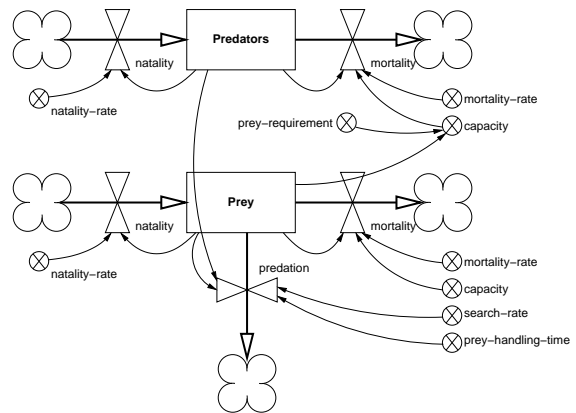 Predators
natality
mortality
natality−rate
mortality−rate
prey−requirement
capacity
Prey
natality
mortality
natality−rate
predation
mortality−rate
capacity
search−rate
prey−handling−time